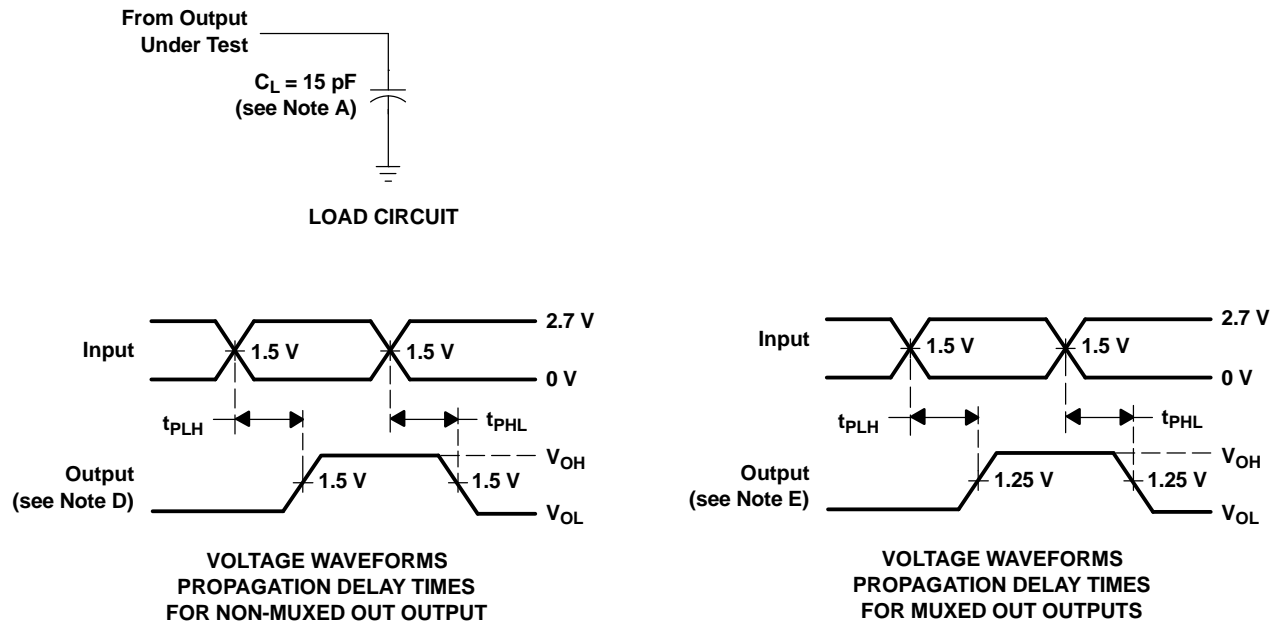 From Output
Under Test
C_L = 15 pF
(see Note A)
LOAD CIRCUIT
Input
1.5 V
1.5 V
2.7 V
0 V
t_PLH
t_PHL
Output
(see Note D)
1.5 V
1.5 V
V_OH
V_OL
VOLTAGE WAVEFORMS
PROPAGATION DELAY TIMES
FOR NON-MUXED OUT OUTPUT
Input
1.5 V
1.5 V
2.7 V
0 V
t_PLH
t_PHL
Output
(see Note E)
1.25 V
1.25 V
V_OH
V_OL
VOLTAGE WAVEFORMS
PROPAGATION DELAY TIMES
FOR MUXED OUT OUTPUTS